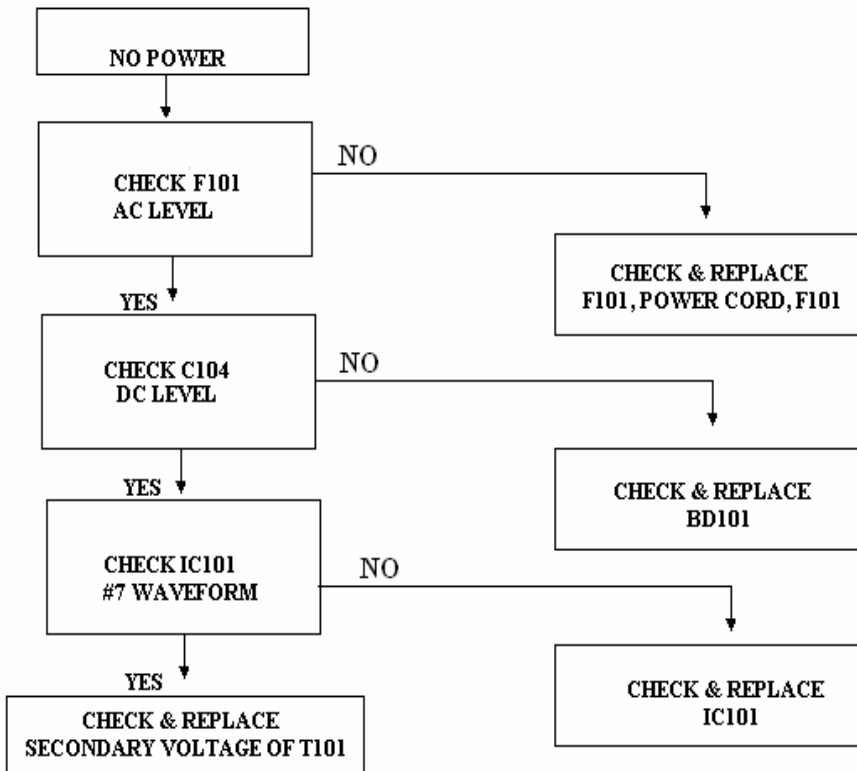 NO POWER
CHECK F101
AC LEVEL
NO
CHECK & REPLACE
F101, POWER CORD, F101
YES
CHECK C104
DC LEVEL
NO
CHECK & REPLACE
BD101
YES
CHECK IC101
#7 WAVEFORM
NO
CHECK & REPLACE
IC101
YES
CHECK & REPLACE
SECONDARY VOLTAGE OF T101